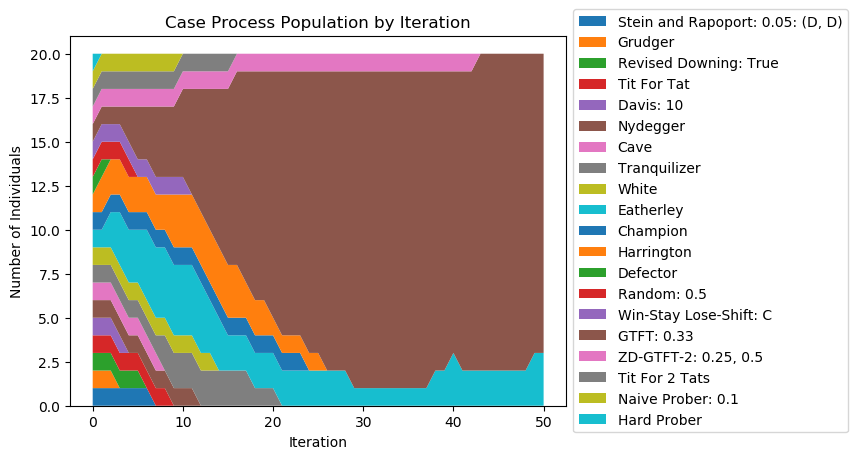 Case Process Population by Iteration
20.0
17.5
15.0
12.5
10.0
7.5
5.0
2.5
0.0
Number of Individuals
0 10 20 30 40 50
Iteration
Stein and Rapoport: 0.05: (D, D)
Grudger
Revised Downing: True
Tit For Tat
Davis: 10
Nydegger
Cave
Tranquilizer
White
Eatherley
Champion
Harrington
Defector
Random: 0.5
Win-Stay Lose-Shift: C
GTFT: 0.33
ZD-GTFT-2: 0.25, 0.5
Tit For 2 Tats
Naive Prober: 0.1
Hard Prober